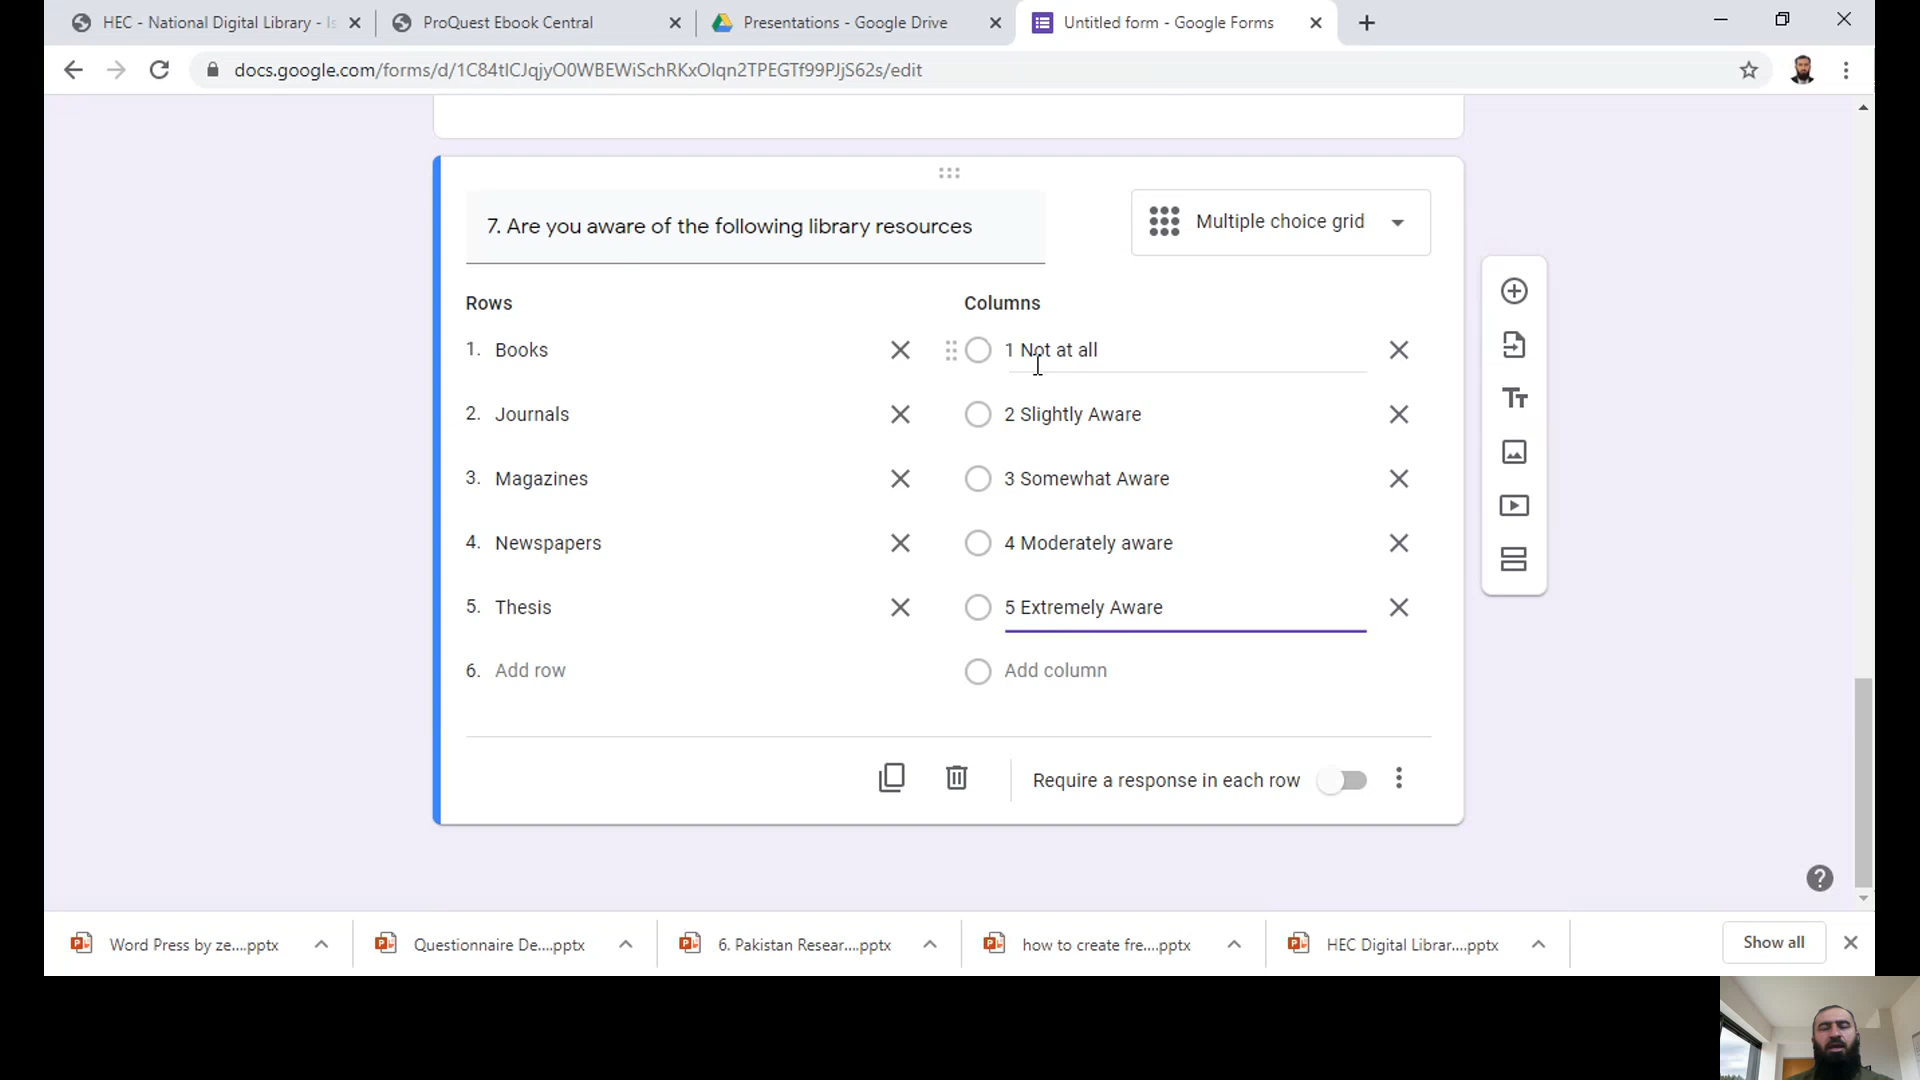 HEC - National Digital Library - Is
ProQuest Ebook Central
Presentations - Google Drive
Untitled form - Google Forms
docs.google.com/forms/d/1C84tICJqjyO0WBEWiSchRKxOIqn2TPEGTf99PJjS62s/edit
7. Are you aware of the following library resources
Multiple choice grid
Rows
Columns
1. Books
1 Not at all
2. Journals
2 Slightly Aware
3. Magazines
3 Somewhat Aware
4. Newspapers
4 Moderately aware
5. Thesis
5 Extremely Aware
6. Add row
Add column
Require a response in each row
Word Press by ze....pptx
Questionnaire De....pptx
6. Pakistan Resear....pptx
how to create fre....pptx
HEC Digital Librar....pptx
Show all